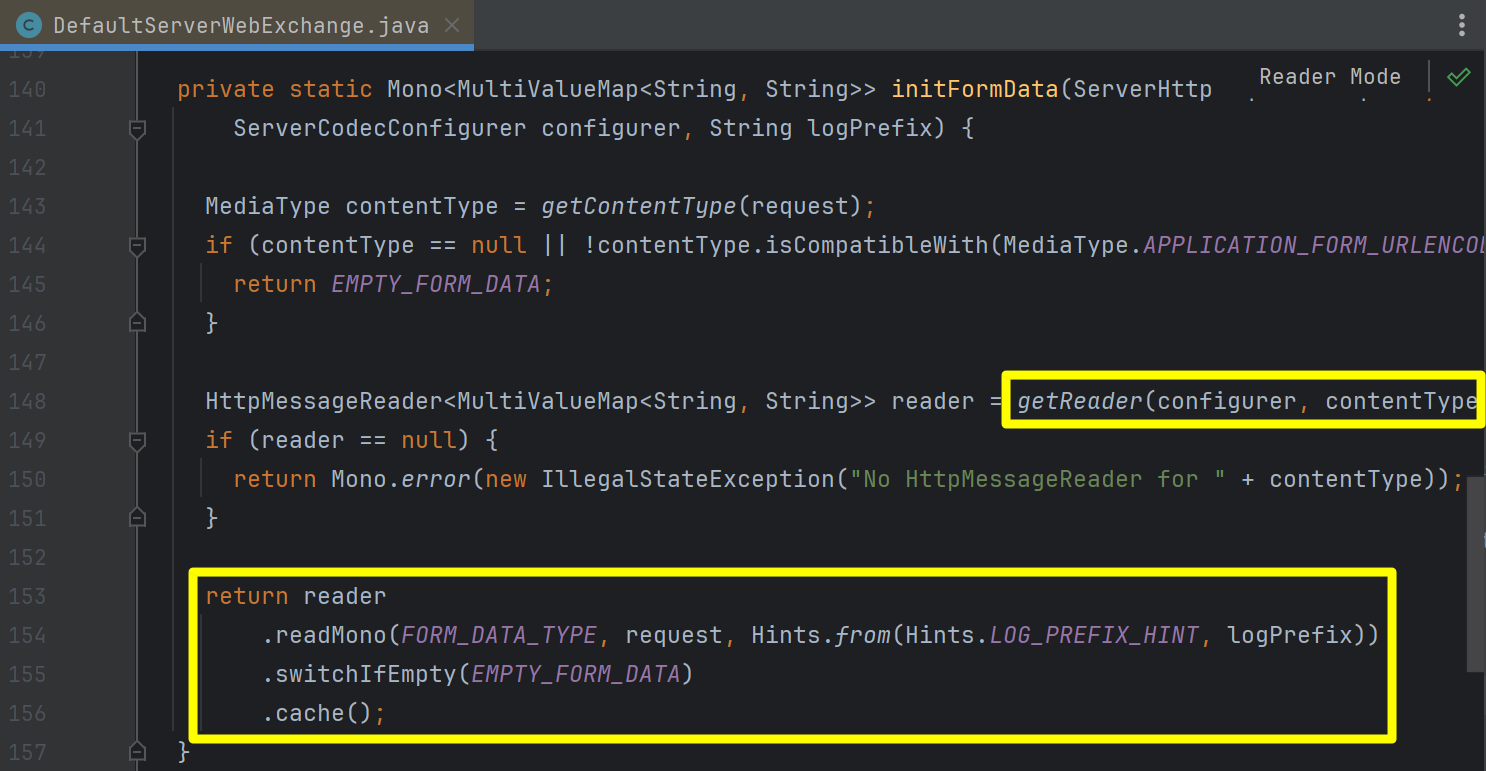 C DefaultServerWebExchange.java
139
140 private static Mono<MultiValueMap<String, String>> initFormData(ServerHttp
Reader Mode
141 ServerCodecConfigurer configurer, String logPrefix) {
142
143 MediaType contentType = getContentType(request);
144 if (contentType == null || !contentType.isCompatibleWith(MediaType.APPLICATION_FORM_URLENCOD
145 return EMPTY_FORM_DATA;
146 }
147
148 HttpMessageReader<MultiValueMap<String, String>> reader = getReader(configurer, contentType
149 if (reader == null) {
150 return Mono.error(new IllegalStateException("No HttpMessageReader for " + contentType));
151 }
152
153 return reader
154 .readMono(FORM_DATA_TYPE, request, Hints.from(Hints.LOG_PREFIX_HINT, logPrefix))
155 .switchIfEmpty(EMPTY_FORM_DATA)
156 .cache();
157 }